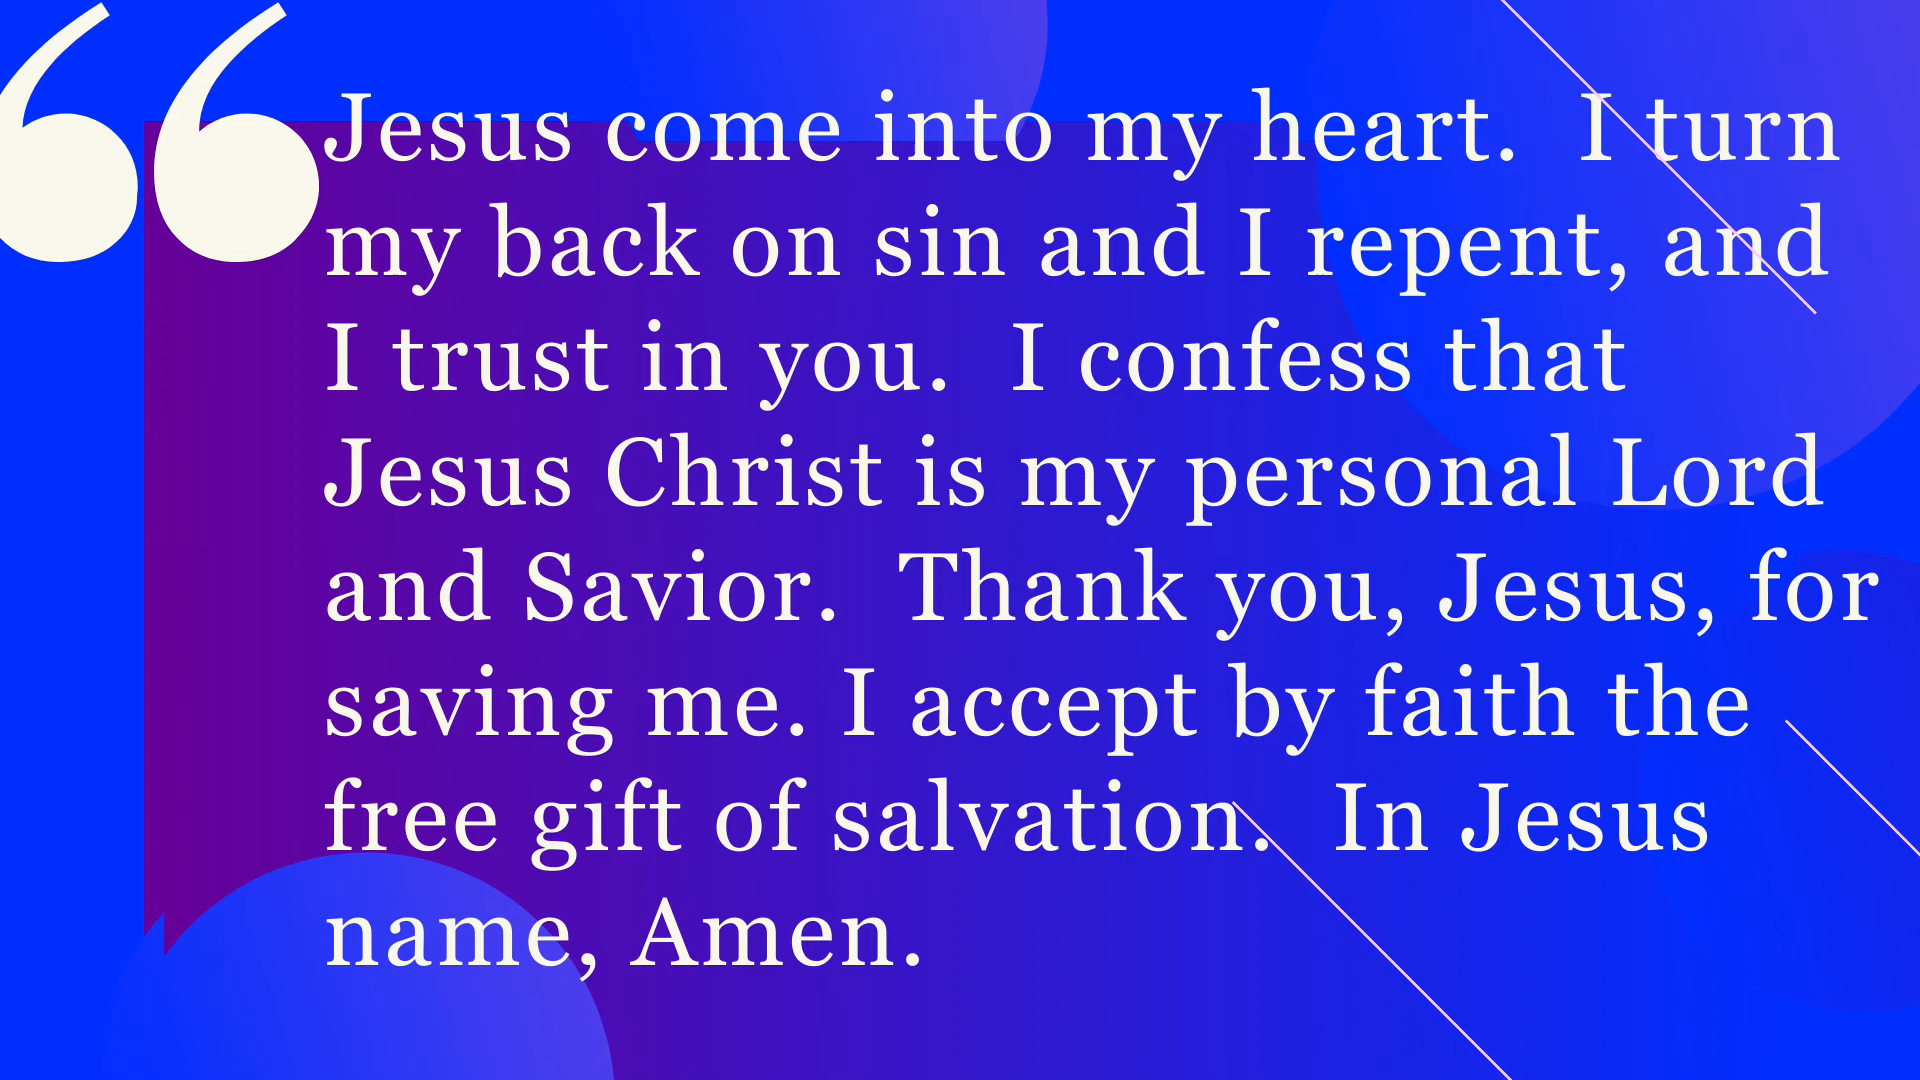 “
Jesus come into my heart.  I turn
my back on sin and I repent, and
I trust in you.  I confess that
Jesus Christ is my personal Lord
and Savior.  Thank you, Jesus, for
saving me. I accept by faith the
free gift of salvation.  In Jesus
name, Amen.